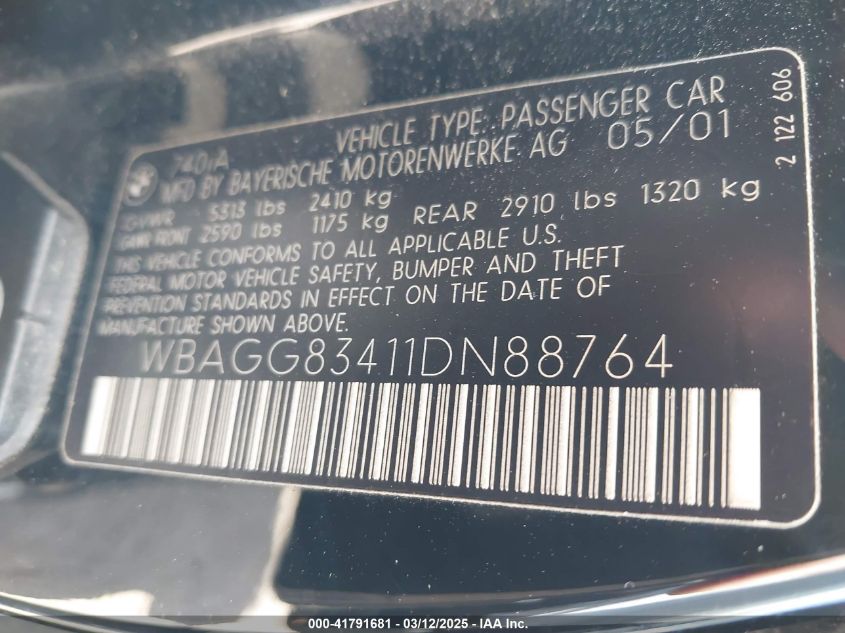 740iA VEHICLE TYPE: PASSENGER CAR
MFD BY BAYERISCHE MOTORENWERKE AG 05/01
GVWR 5313 lbs 2410 kg
GAWR FRONT 2590 lbs 1175 kg REAR 2910 lbs 1320 kg
THIS VEHICLE CONFORMS TO ALL APPLICABLE U.S.
FEDERAL MOTOR VEHICLE SAFETY, BUMPER AND THEFT
PREVENTION STANDARDS IN EFFECT ON THE DATE OF
MANUFACTURE SHOWN ABOVE.
WBAGG83411DN88764
2 122 606
000-41791681 - 03/12/2025 - IAA Inc.